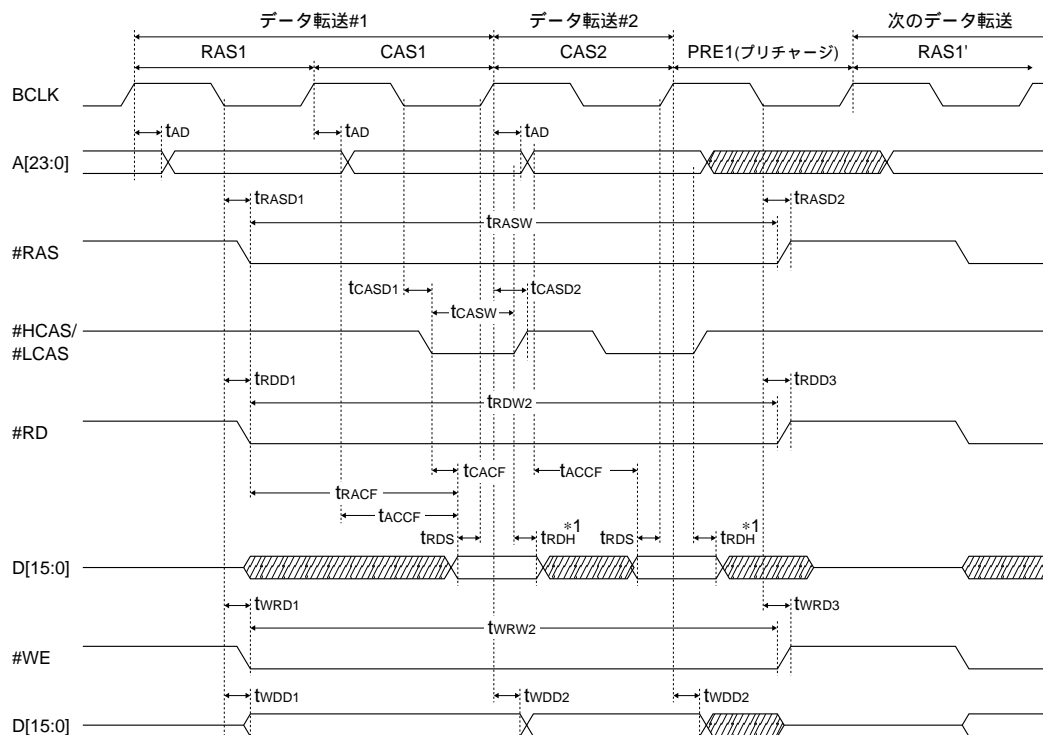 データ転送#1 データ転送#2 次のデータ転送
RAS1 CAS1 CAS2 PRE1(プリチャージ) RAS1'
BCLK
tAD tAD tAD
A[23:0]
tRASD1 tRASD2
tRASW
#RAS
tCASD1 tCASD2
tCASW
#HCAS/
#LCAS
tRDD1 tRDD3
tRDW2
#RD
tCACF tACCF
tRACF
tACCF
tRDS tRDH*1 tRDS tRDH*1
D[15:0]
tWRD1 tWRD3
tWRW2
#WE
tWDD1 tWDD2 tWDD2
D[15:0]